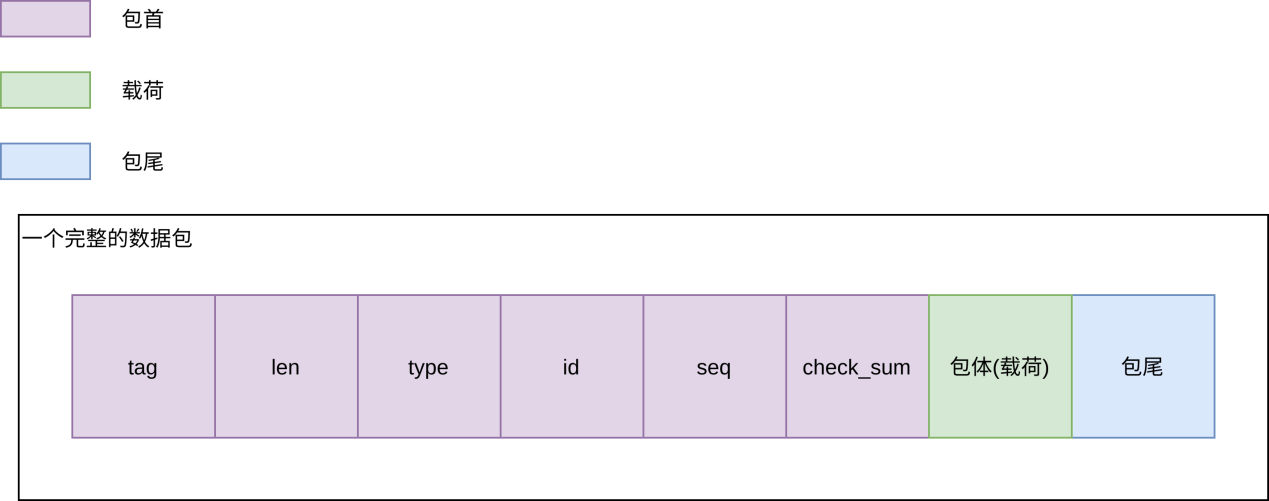 包首
载荷
包尾
一个完整的数据包
tag len type id seq check_sum 包体(载荷) 包尾